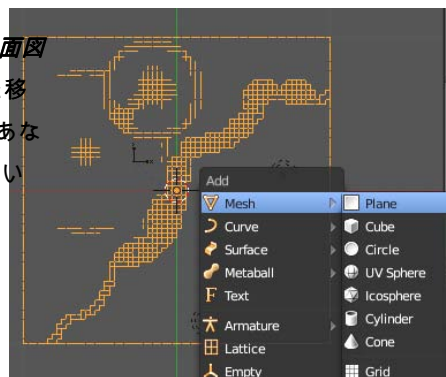 面図
移
あな
い
Add
Mesh
Plane
Curve
Cube
Surface
Circle
Metaball
UV Sphere
Text
Icosphere
Armature
Cylinder
Lattice
Cone
Empty
Grid